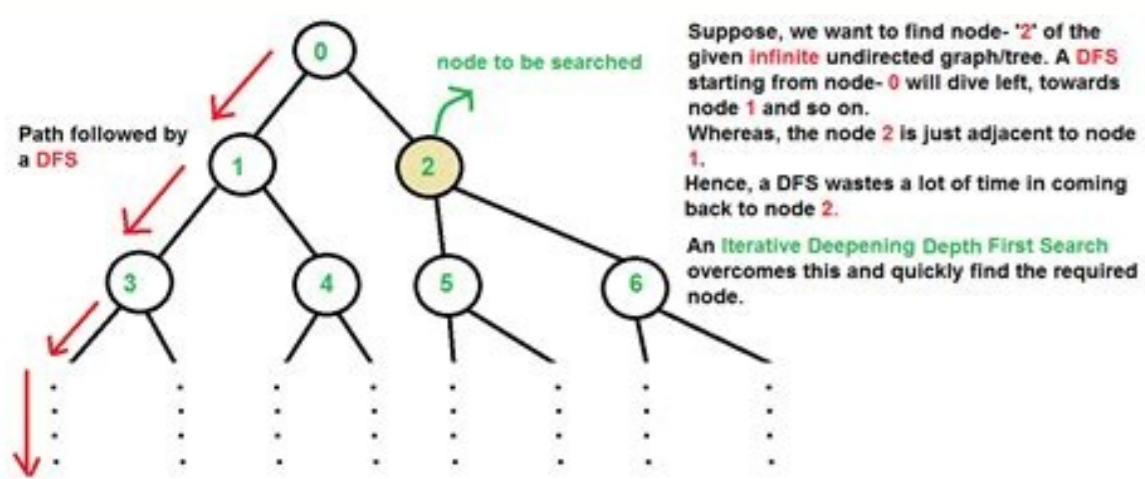 0
node to be searched
Path followed by
a DFS
1
2
3
4
5
6
Suppose, we want to find node- '2' of the
given infinite undirected graph/tree. A DFS
starting from node- 0 will dive left, towards
node 1 and so on.
Whereas, the node 2 is just adjacent to node
1.
Hence, a DFS wastes a lot of time in coming
back to node 2.
An Iterative Deepening Depth First Search
overcomes this and quickly find the required
node.